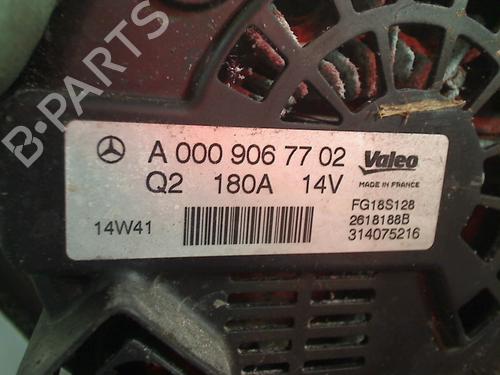 B-PARTS
A 000 906 77 02
Valeo
MADE IN FRANCE
Q2 180A 14V
FG18S128
14W41
2618188B
314075216